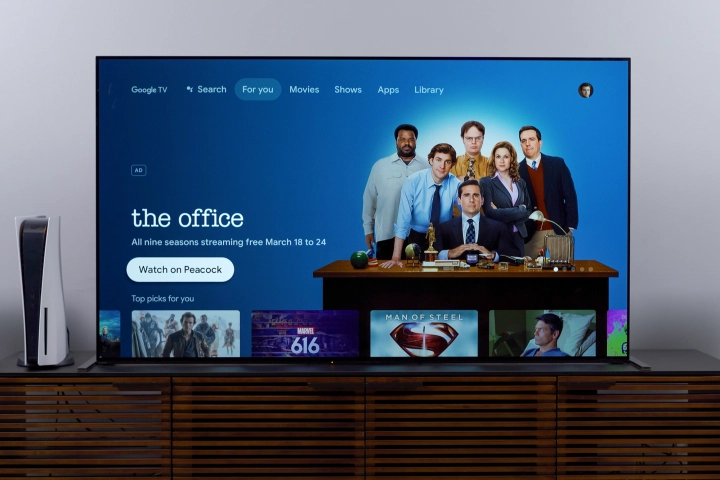 Google TV
Search
For you
Movies
Shows
Apps
Library
AD
the office
All nine seasons streaming free March 18 to 24
Watch on Peacock
Top picks for you
MARVEL
616
MAN OF STEEL